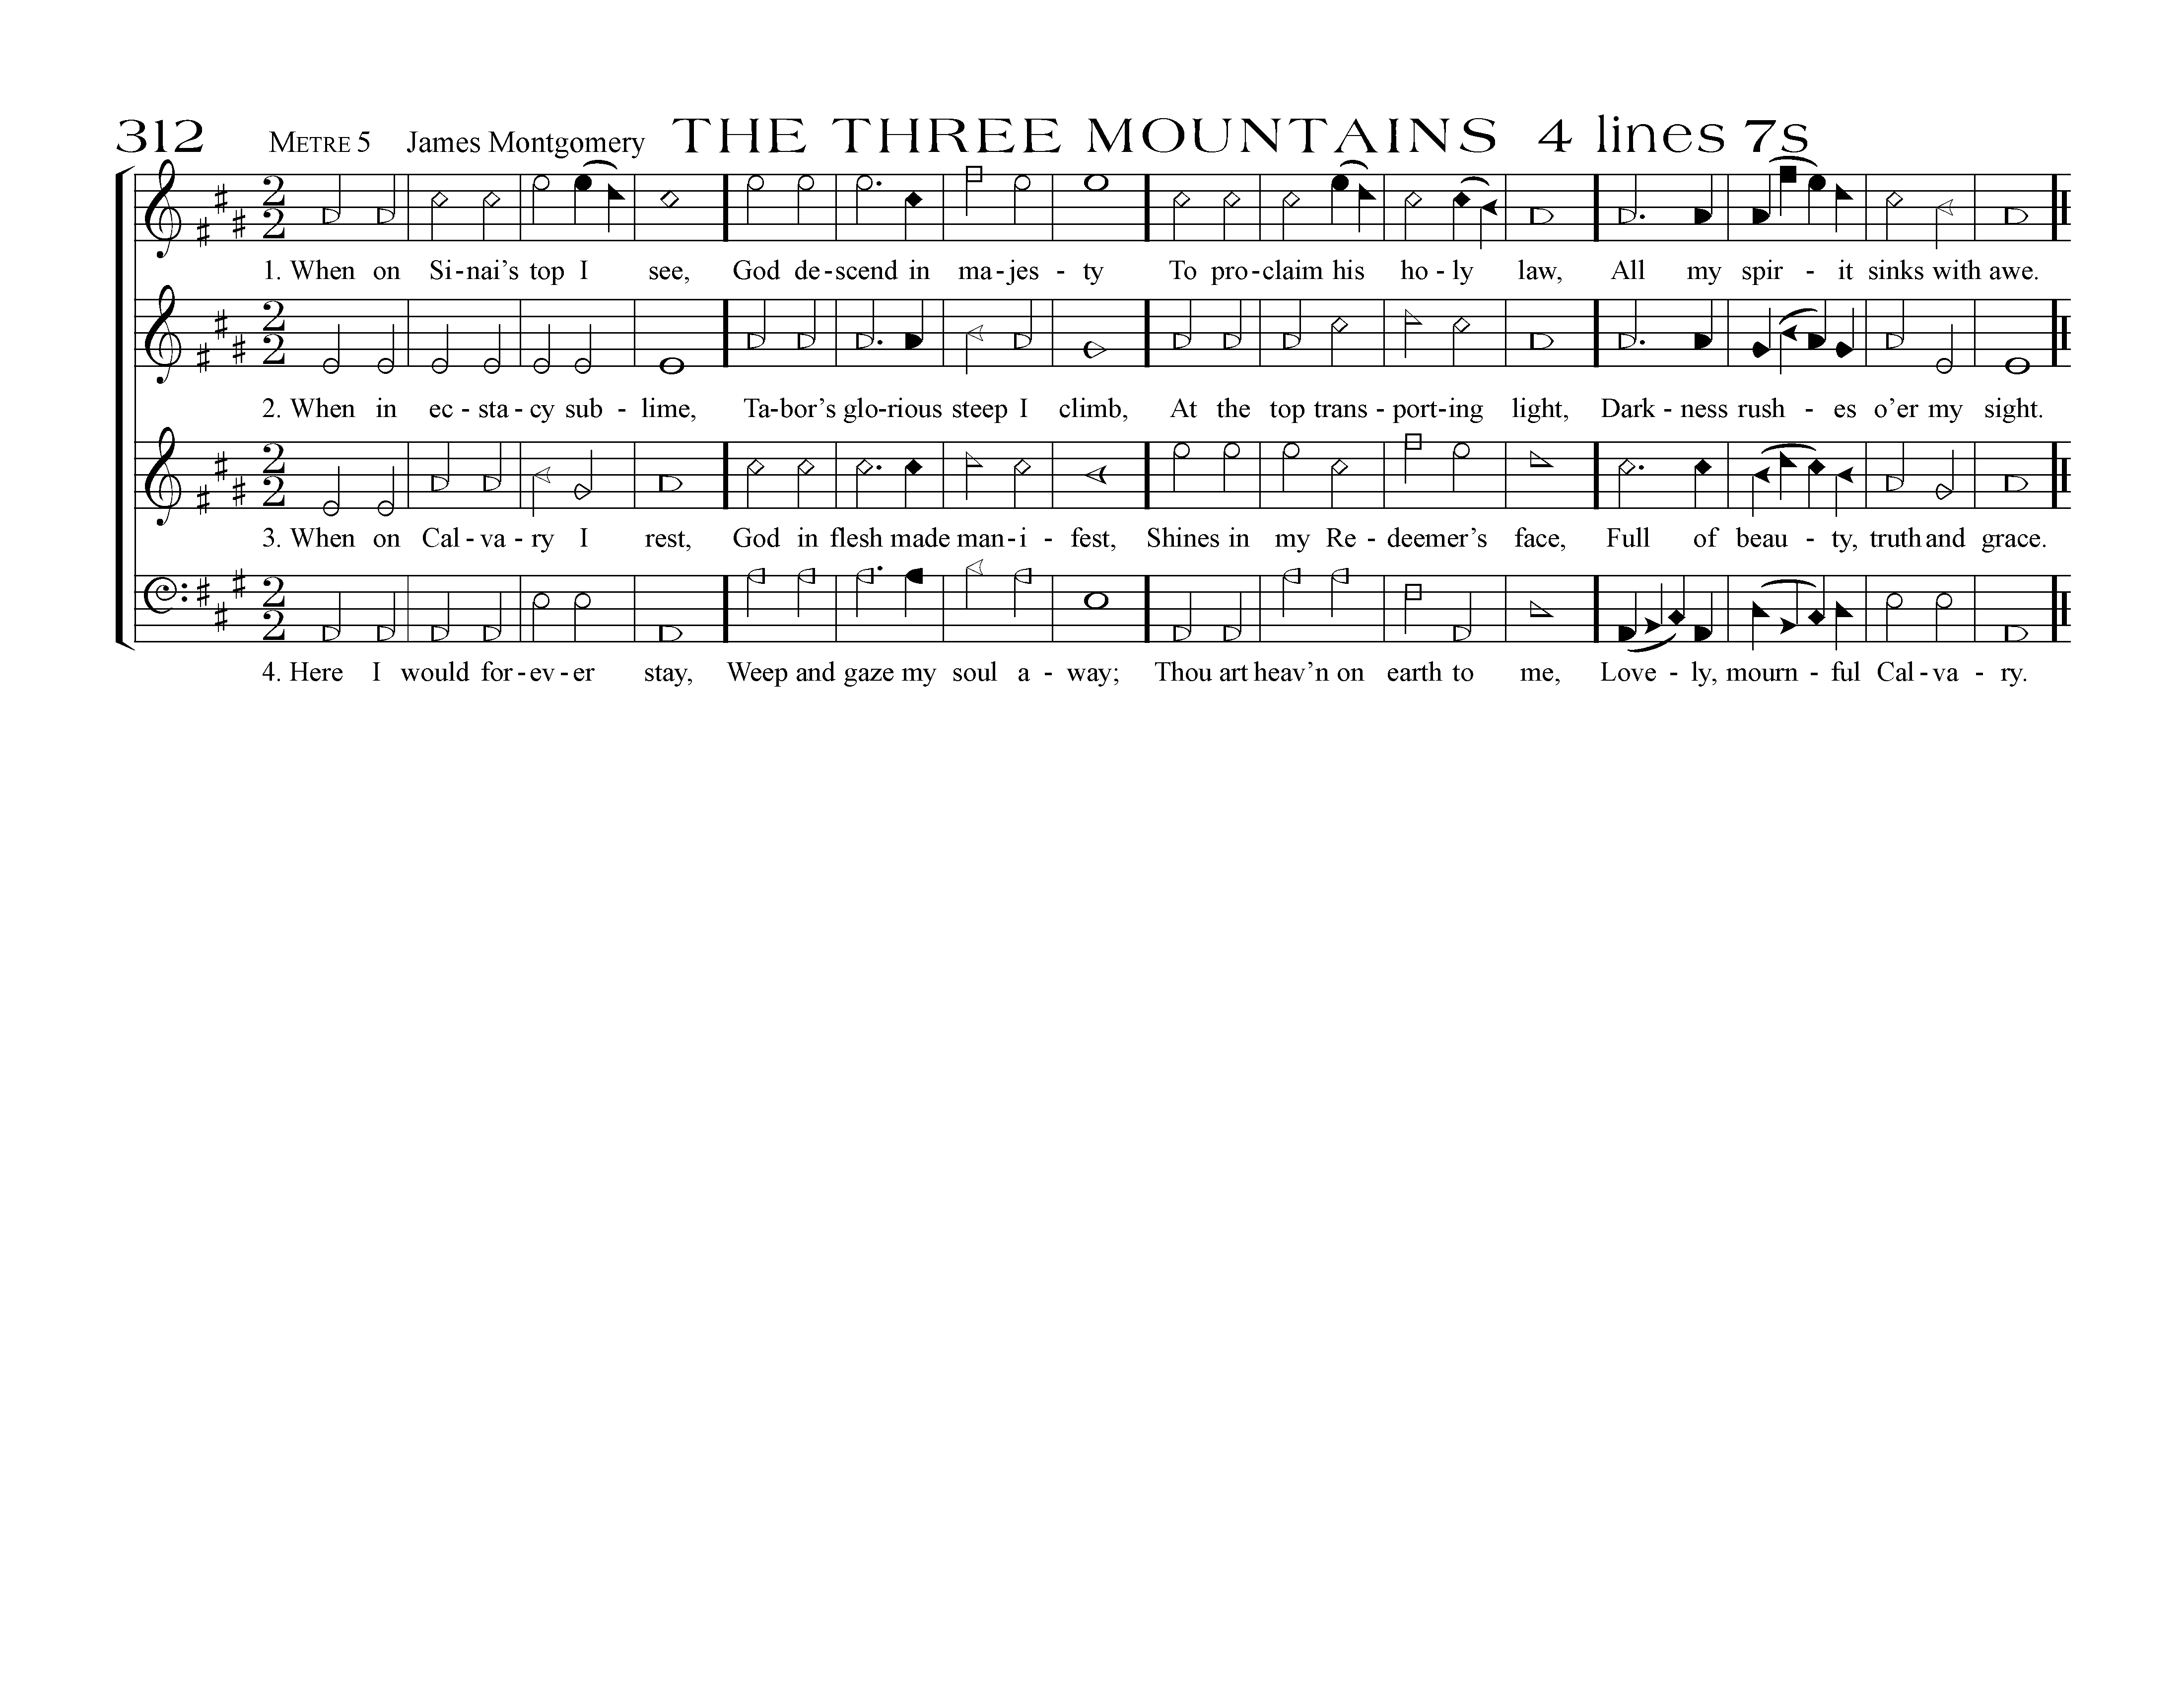 312 METRE 5 James Montgomery THE THREE MOUNTAINS 4 lines 7s
1. When on Si-nai's top I see, God de-scend in ma-jes - ty To pro-claim his ho - ly law, All my spir - it sinks with awe.
2. When in ec - sta - cy sub - lime, Ta-bor's glo-rious steep I climb, At the top trans - port-ing light, Dark - ness rush - es o'er my sight.
3. When on Cal - va - ry I rest, God in flesh made man - i - fest, Shines in my Re - deemer's face, Full of beau - ty, truth and grace.
4. Here I would for - ev - er stay, Weep and gaze my soul a - way; Thou art heav'n on earth to me, Love - ly, mourn - ful Cal - va - ry.